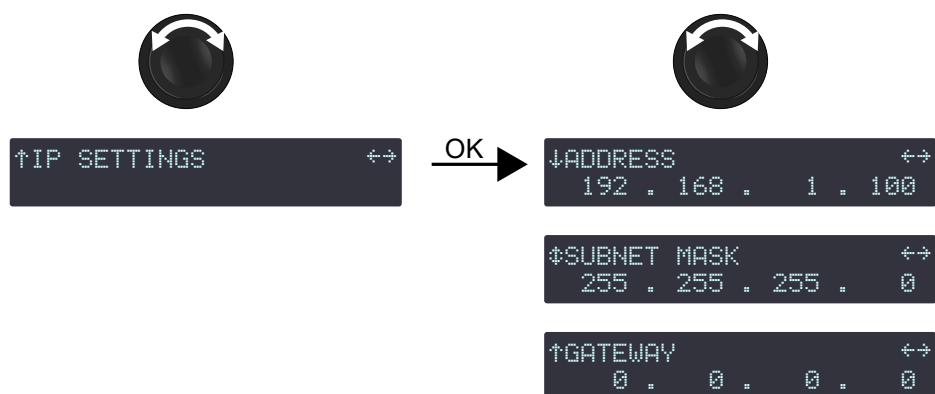 ↑IP SETTINGS ←→
OK
↓ADDRESS ←→
192 . 168 . 1 . 100
↕SUBNET MASK ←→
255 . 255 . 255 . 0
↑GATEWAY ←→
0 . 0 . 0 . 0